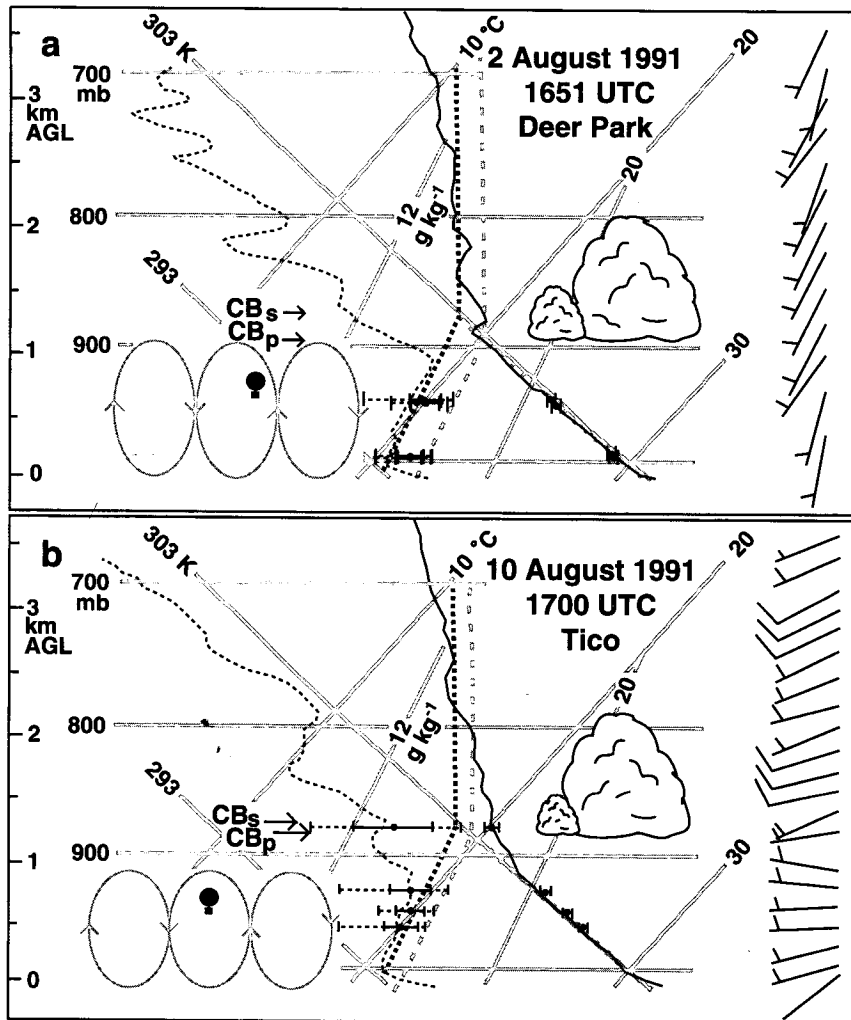 a
303 K
10 °C
20
700
mb
2 August 1991
1651 UTC
Deer Park
3
km
AGL
20
12
g kg-1
800
2
293
CBs
CBp
900
1
30
0
b
303 K
10 °C
20
700
mb
10 August 1991
1700 UTC
Tico
3
km
AGL
20
12
g kg-1
800
2
293
CBs
CBp
900
1
30
0